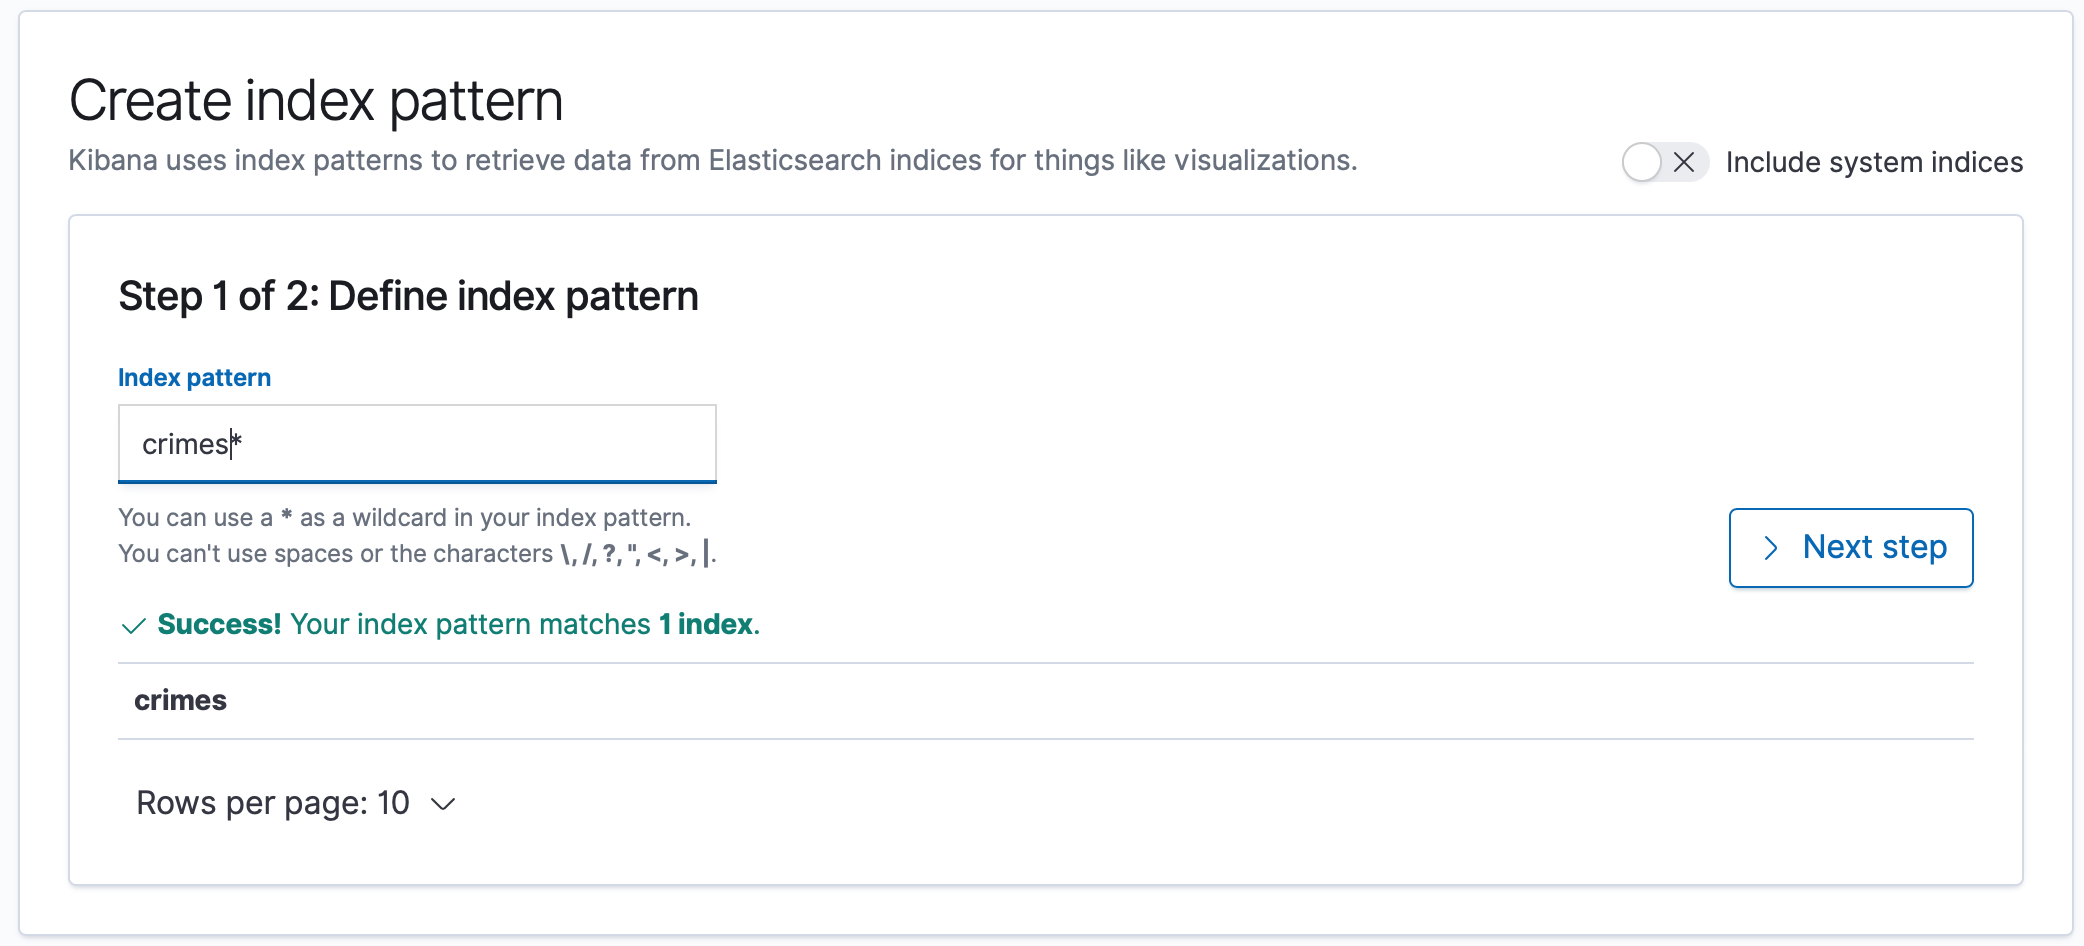 Create index pattern
Kibana uses index patterns to retrieve data from Elasticsearch indices for things like visualizations.
Include system indices
Step 1 of 2: Define index pattern
Index pattern
crimes*
You can use a * as a wildcard in your index pattern.
You can't use spaces or the characters \, /, ?, ", <, >, |.
Next step
Success! Your index pattern matches 1 index.
crimes
Rows per page: 10